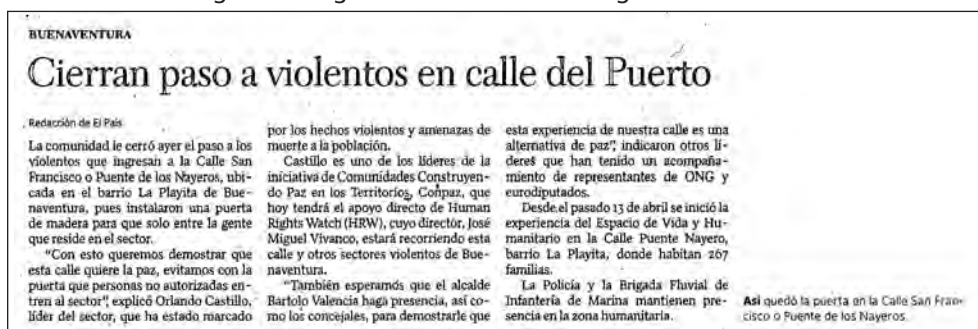 BUENAVENTURA
Cierran paso a violentos en calle del Puerto
Redacción de El País
La comunidad le cerró ayer el paso a los
violentos que ingresan a la Calle San
Francisco o Puente de los Nayeros, ubi-
cada en el barrio La Playita de Bue-
naventura, pues instalaron una puerta
de madera para que solo entre la gente
que reside en el sector.
"Con esto queremos demostrar que
esta calle quiere la paz, evitamos con la
puerta que personas no autorizadas en-
tren al sector", explicó Orlando Castillo,
líder del sector, que ha estado marcado
por los hechos violentos y amenazas de
muerte a la población.
Castillo es uno de los líderes de la
iniciativa de Comunidades Construyen-
do Paz en los Territorios, Conpaz, que
hoy tendrá el apoyo directo de Human
Rights Watch (HRW), cuyo director, José
Miguel Vivanco, estará recorriendo esta
calle y otros sectores violentos de Bue-
naventura.
"También esperamos que el alcalde
Bartolo Valencia haga presencia, así co-
mo los concejales, para demostrarle que
esta experiencia de nuestra calle es una
alternativa de paz", indicaron otros lí-
deres que han tenido un acompaña-
miento de representantes de ONG y
eurodiputados.
Desde el pasado 13 de abril se inició la
experiencia del Espacio de Vida y Hu-
manitario en la Calle Puente Nayero,
barrio La Playita, donde habitan 267
familias.
La Policía y la Brigada Fluvial de
Infantería de Marina mantienen pre-
sencia en la zona humanitaria.
Así quedó la puerta en la Calle San Fran-
cisco o Puente de los Nayeros.